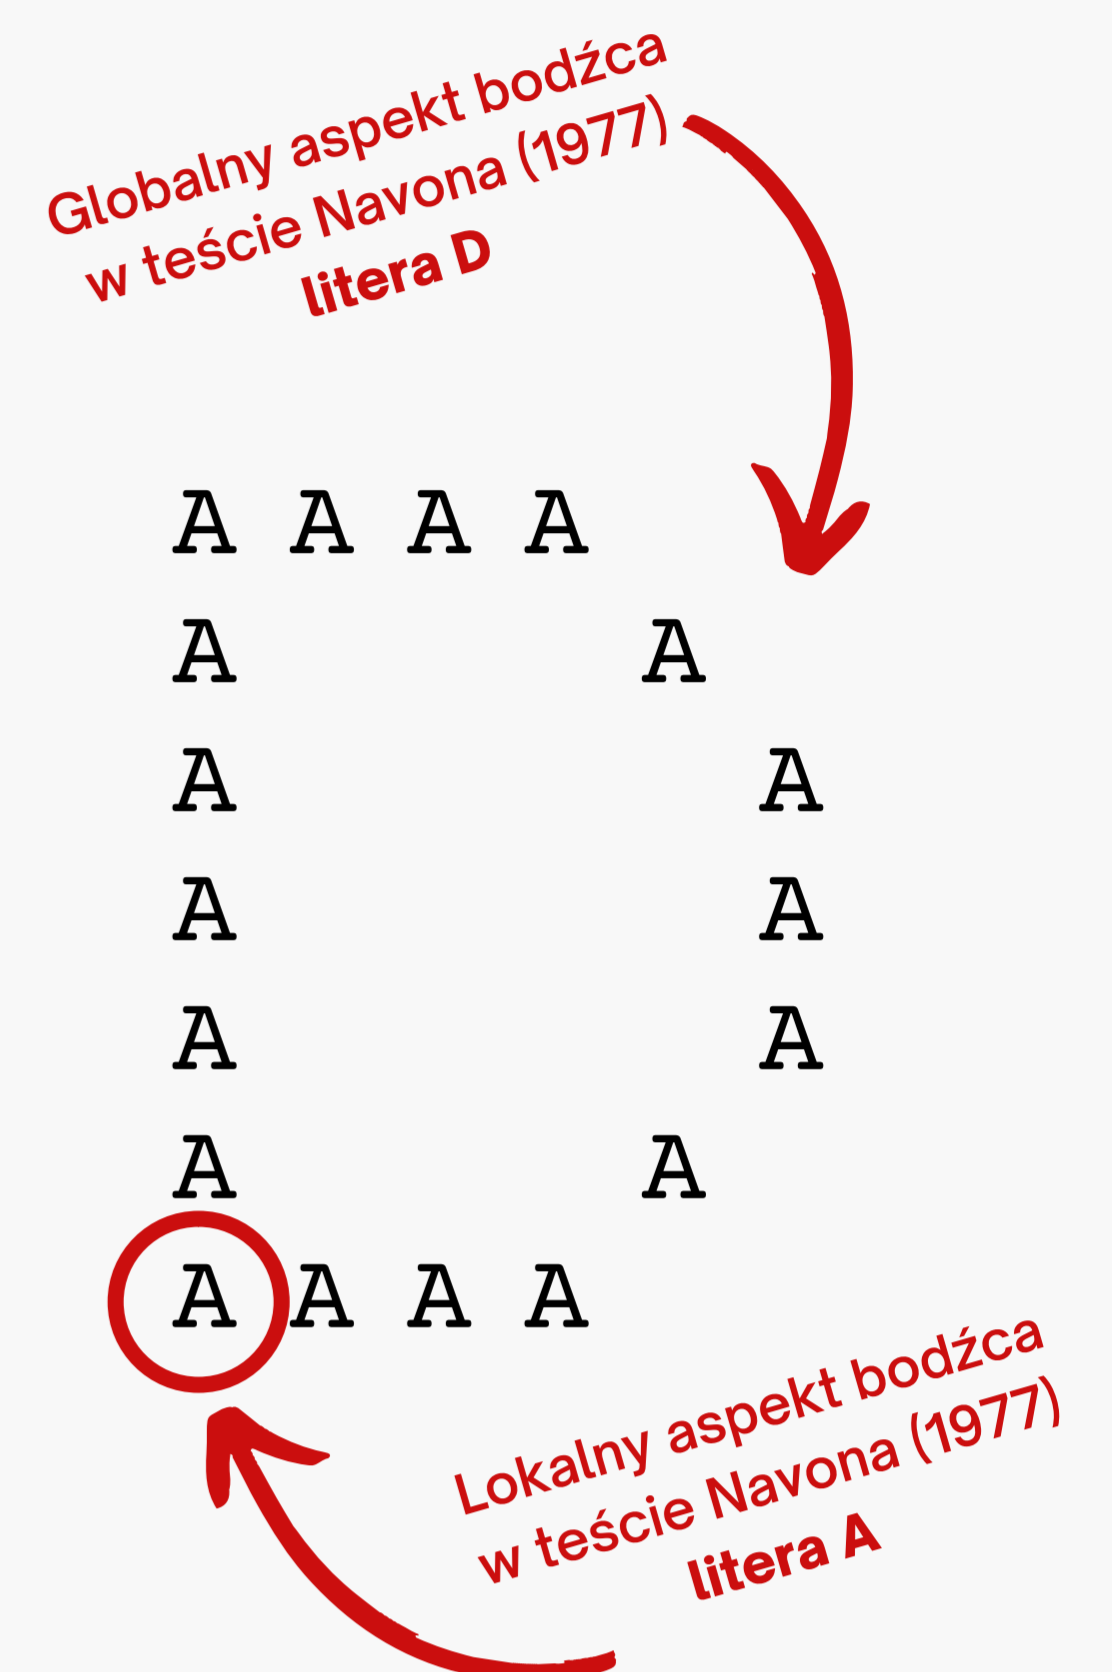 Globalny aspekt bodźca
w teście Navona (1977)
litera D
A A A A
A A
A A
A A
A A
A A
A A A A
Lokalny aspekt bodźca
w teście Navona (1977)
litera A